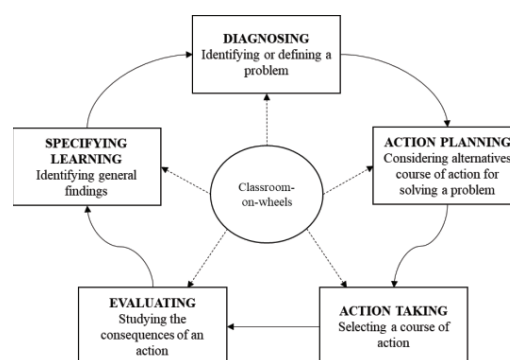 DIAGNOSING
Identifying or defining a
problem
ACTION PLANNING
Considering alternatives
course of action for
solving a problem
SPECIFYING
LEARNING
Identifying general
findings
Classroom-
on-wheels
EVALUATING
Studying the
consequences of an
action
ACTION TAKING
Selecting a course of
action